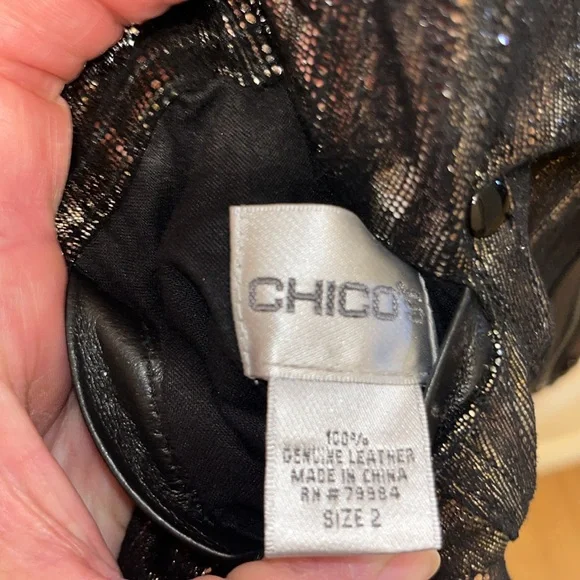 CHICO's
100%
GENUINE LEATHER
MADE IN CHINA
RN #79984
SIZE 2